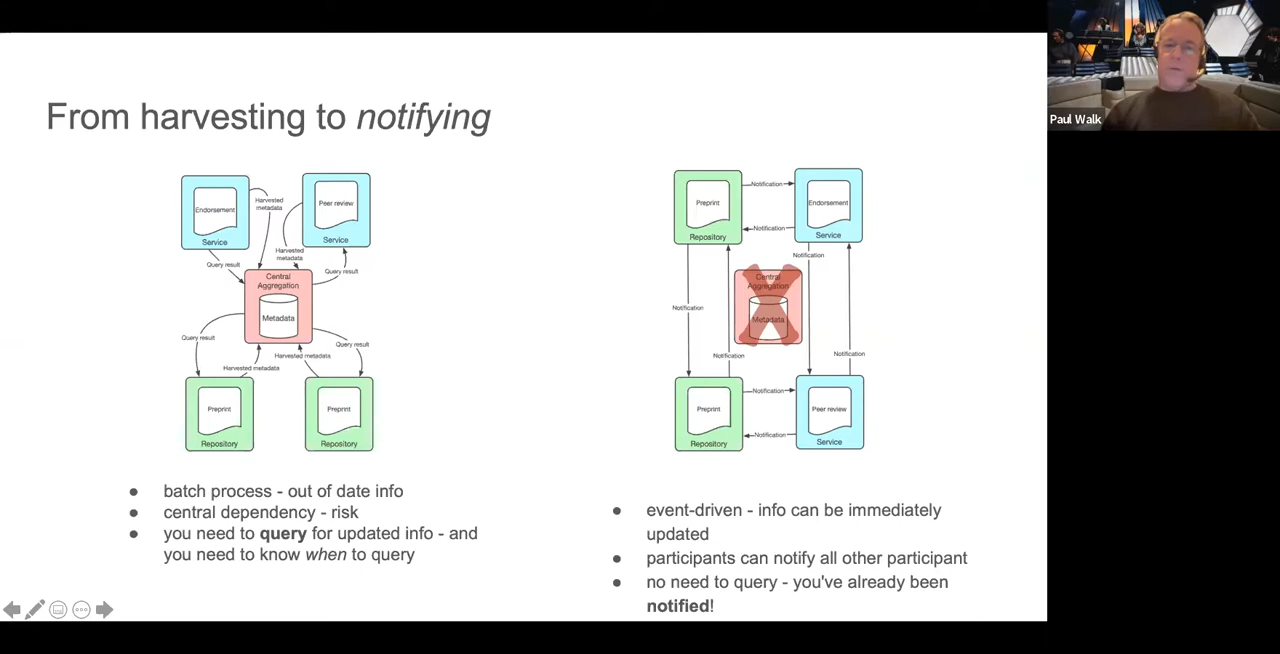 From harvesting to notifying
Endorsement
Service
Harvested
metadata
Peer review
Service
Harvested
metadata
Query result
Query result
Central
Aggregation
Metadata
Query result
Query result
Harvested metadata
Harvested metadata
Preprint
Repository
Preprint
Repository
● batch process - out of date info
● central dependency - risk
● you need to query for updated info - and
you need to know when to query
Preprint
Repository
Notification
Notification
Endorsement
Service
Notification
Central
Aggregation
Metadata
Notification
Notification
Notification
Preprint
Repository
Notification
Notification
Peer review
Service
● event-driven - info can be immediately
updated
● participants can notify all other participant
● no need to query - you've already been
notified!
Paul Walk